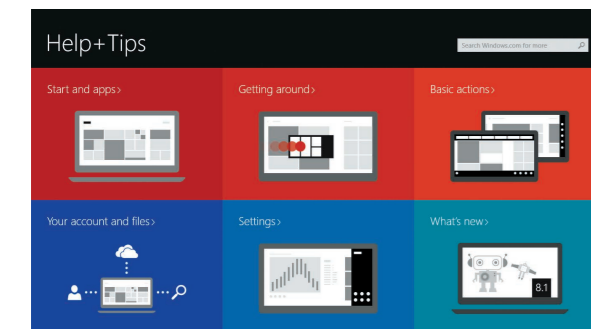 Help+Tips
Search Windows.com for more
Start and apps>
Getting around>
Basic actions>
Your account and files>
Settings>
What's new>
8.1